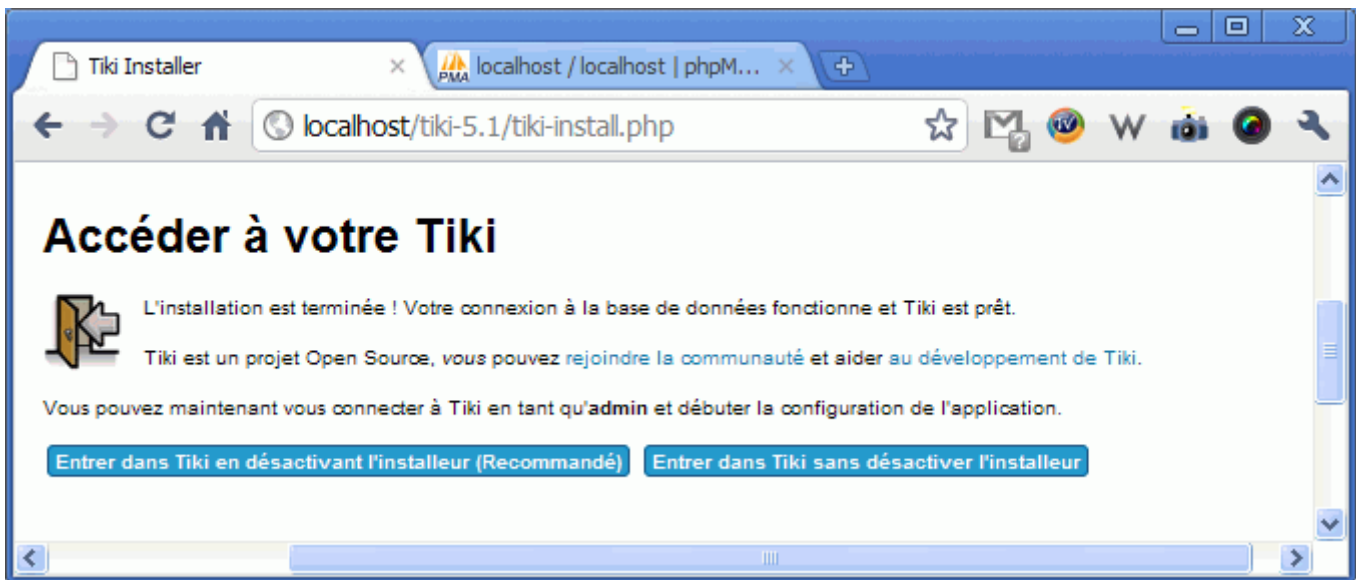 Tiki Installer
PMA localhost / localhost | phpM...
localhost/tiki-5.1/tiki-install.php
Accéder à votre Tiki
L'installation est terminée ! Votre connexion à la base de données fonctionne et Tiki est prêt.
Tiki est un projet Open Source, vous pouvez rejoindre la communauté et aider au développement de Tiki.
Vous pouvez maintenant vous connecter à Tiki en tant qu'admin et débuter la configuration de l'application.
Entrer dans Tiki en désactivant l'installeur (Recommandé) Entrer dans Tiki sans désactiver l'installeur